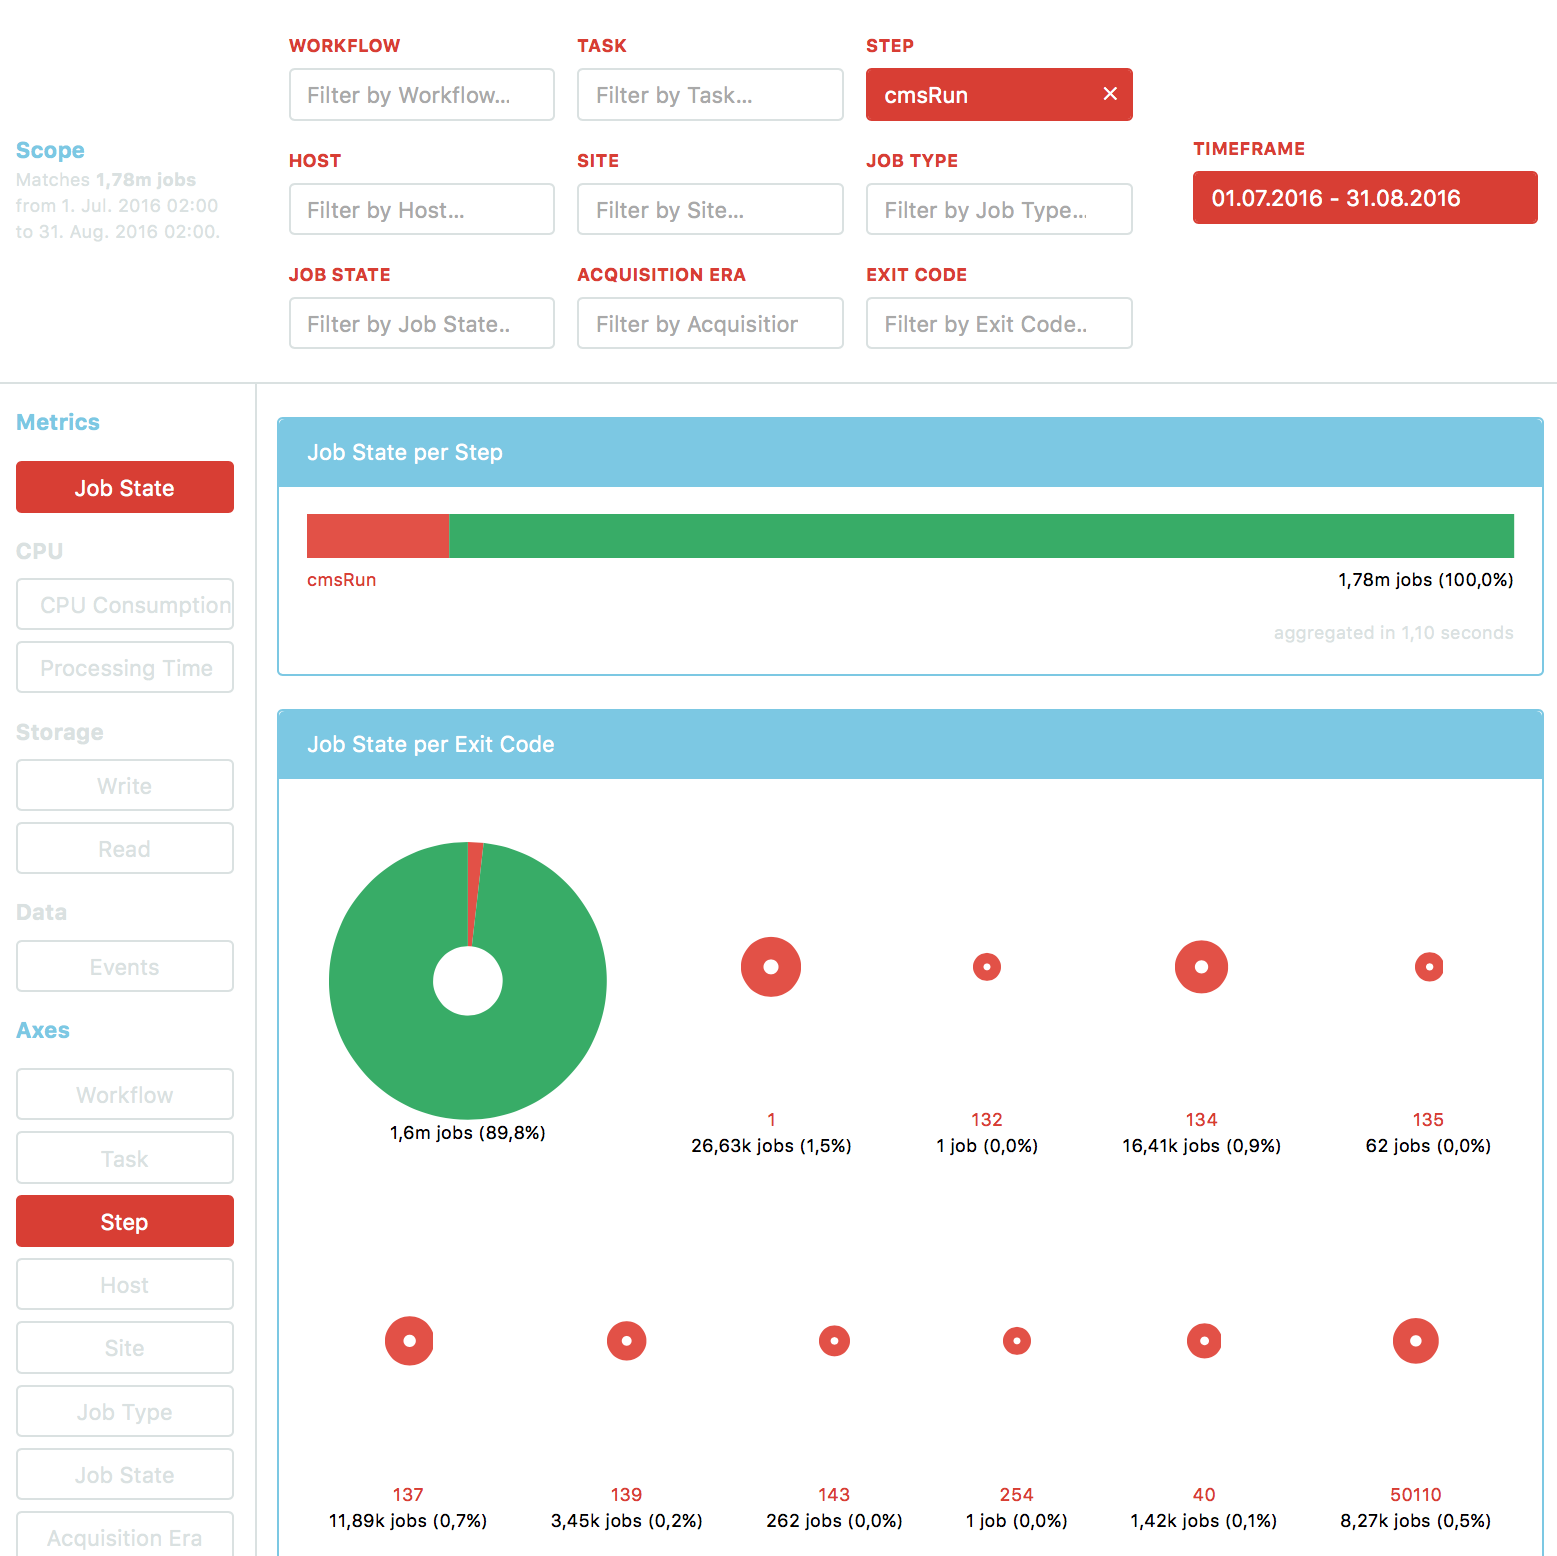 WORKFLOW
TASK
STEP
Filter by Workflow...
Filter by Task...
cmsRun ×
Scope
Matches 1,78m jobs
from 1. Jul. 2016 02:00
to 31. Aug. 2016 02:00.
HOST
SITE
JOB TYPE
Filter by Host...
Filter by Site...
Filter by Job Type..
TIMEFRAME
01.07.2016 - 31.08.2016
JOB STATE
ACQUISITION ERA
EXIT CODE
Filter by Job State..
Filter by Acquisition
Filter by Exit Code..
Metrics
Job State
CPU
CPU Consumption
Processing Time
Storage
Write
Read
Data
Events
Axes
Workflow
Task
Step
Host
Site
Job Type
Job State
Acquisition Era
Job State per Step
cmsRun
1,78m jobs (100,0%)
aggregated in 1,10 seconds
Job State per Exit Code
1,6m jobs (89,8%)
1
26,63k jobs (1,5%)
132
1 job (0,0%)
134
16,41k jobs (0,9%)
135
62 jobs (0,0%)
137
11,89k jobs (0,7%)
139
3,45k jobs (0,2%)
143
262 jobs (0,0%)
254
1 job (0,0%)
40
1,42k jobs (0,1%)
50110
8,27k jobs (0,5%)